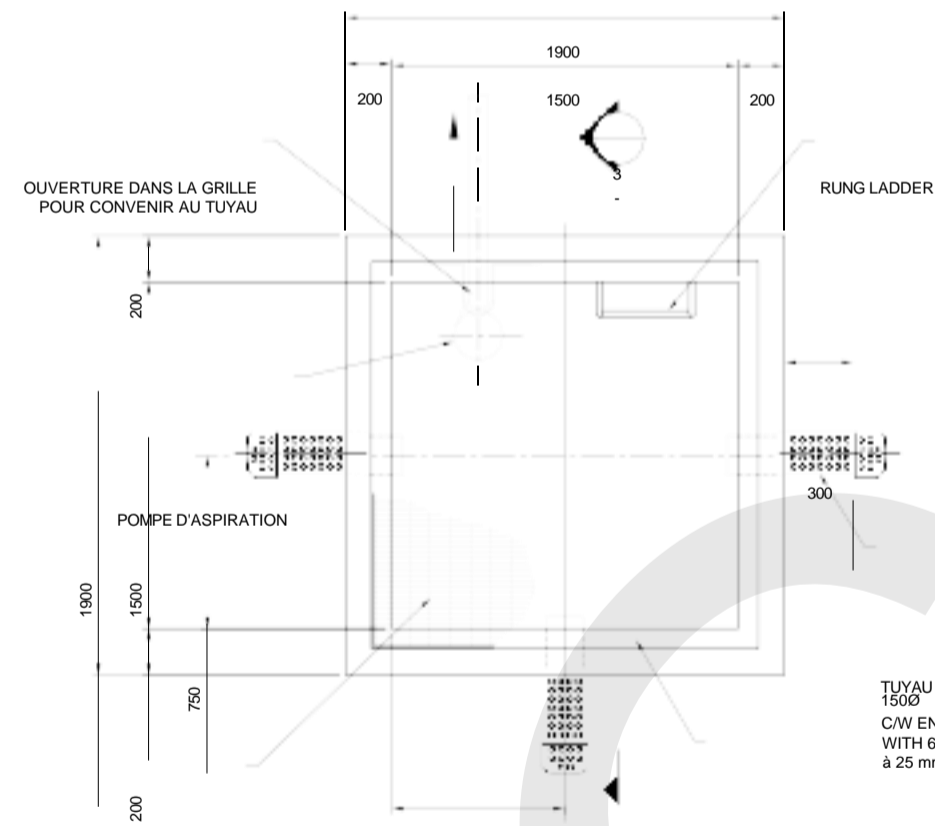 1900
200
1500
200
3
-
OUVERTURE DANS LA GRILLE
POUR CONVENIR AU TUYAU
RUNG LADDER
200
300
POMPE D'ASPIRATION
1900
1500
750
TUYAU
150Ø
C/W EN
WITH 6
à 25 mm
200